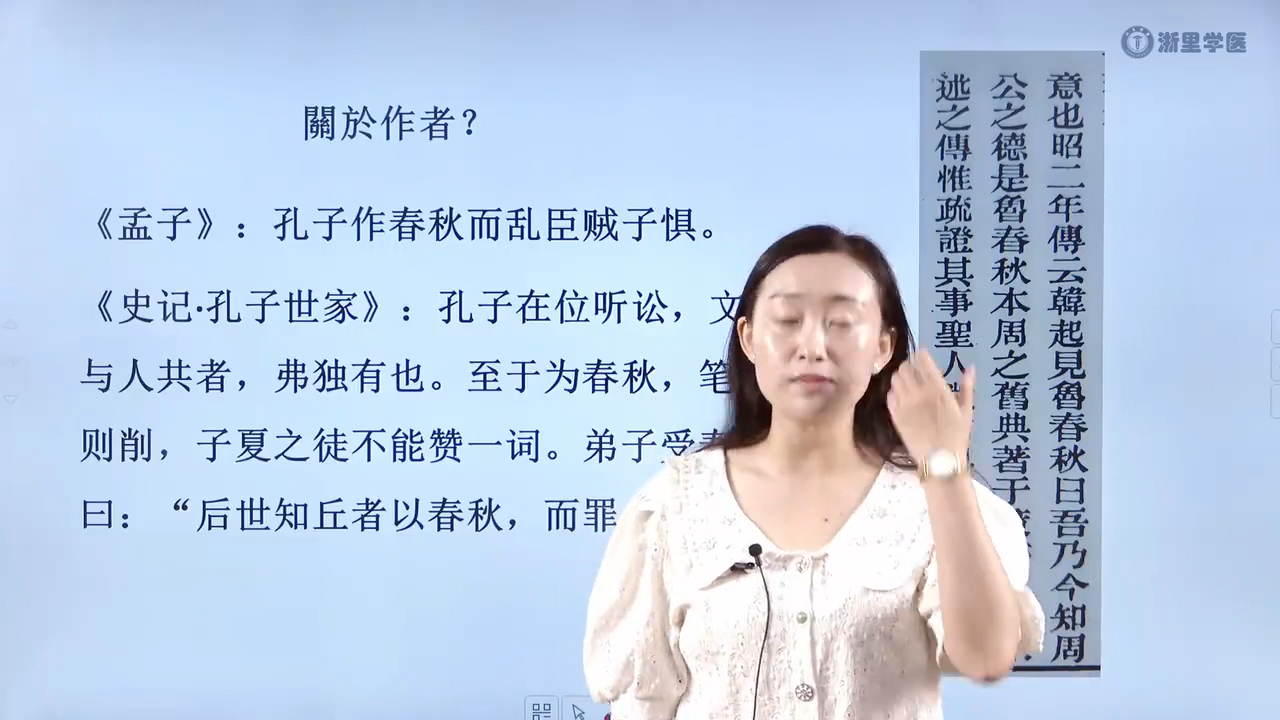 浙里学医
關於作者？
《孟子》：孔子作春秋而乱臣贼子惧。
《史记·孔子世家》：孔子在位听讼，文
与人共者，弗独有也。至于为春秋，笔
则削，子夏之徒不能赞一词。弟子受春
曰：“后世知丘者以春秋，而罪
意也昭二年傳云韓起見魯春秋曰吾乃今知周
公之德是魯春秋本周之舊典著于
述之傳惟疏證其事聖人